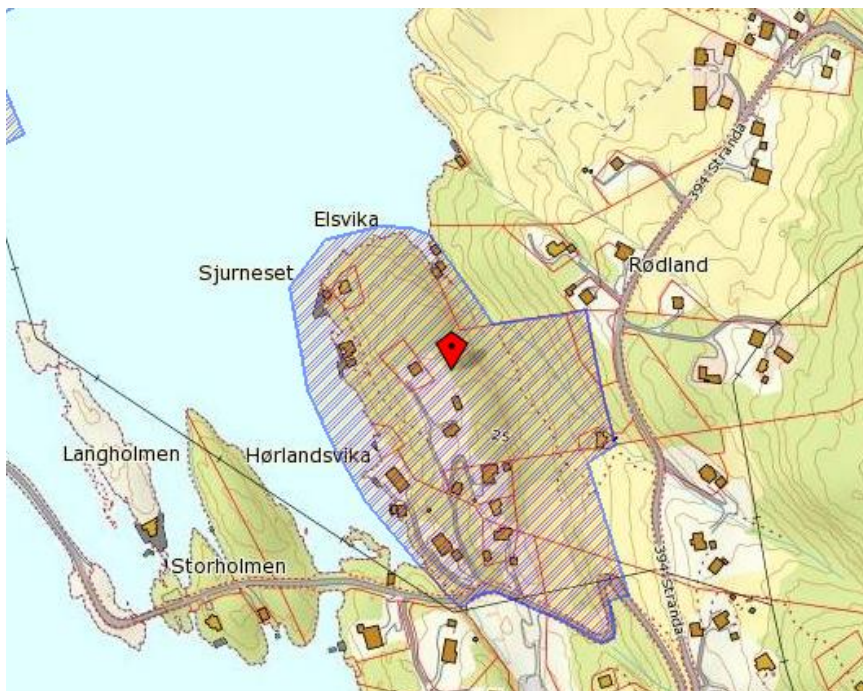 394 Stranda
Elsvika
Sjurneset
Rødland
25
Langholmen
Hørlandsvika
Storholmen
394 Stranda